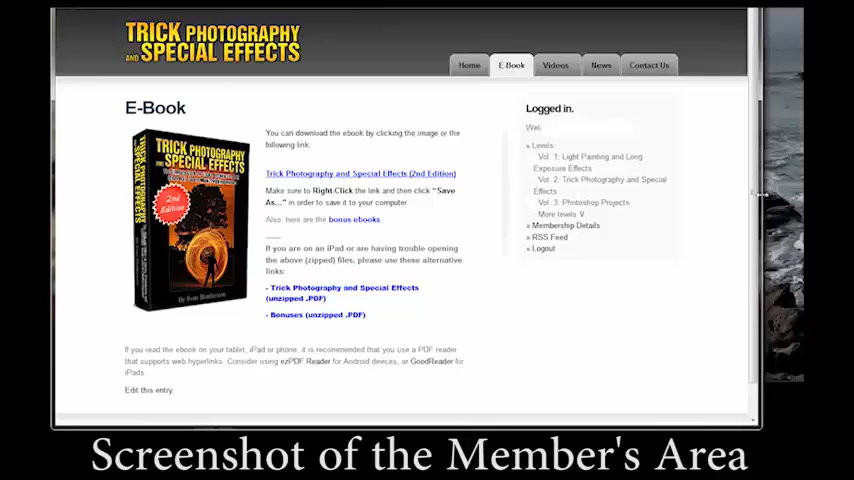 TRICK PHOTOGRAPHY
AND SPECIAL EFFECTS
Home
E-Book
Videos
News
Contact Us
E-Book
TRICK PHOTOGRAPHY
AND SPECIAL EFFECTS
2nd
Edition
TRICK PHOTOGRAPHY
SPECIAL EFFECTS
You can download the ebook by clicking the image or the
following link:
Trick Photography and Special Effects (2nd Edition)
Make sure to Right-Click the link and then click "Save
As..." in order to save it to your computer.
Also, here are the bonus ebooks
If you are on an iPad or are having trouble opening
the above (zipped) files, please use these alternative
links:
- Trick Photography and Special Effects
(unzipped .PDF)
- Bonuses (unzipped .PDF)
If you read the ebook on your tablet, iPad or phone, it is recommended that you use a PDF reader
that supports web hyperlinks. Consider using ezPDF Reader for Android devices, or GoodReader for
iPads
Edit this entry.
Logged in.
» Levels:
Vol. 1: Light Painting and Long
Exposure Effects
Vol. 2: Trick Photography and Special
Effects
Vol. 3: Photoshop Projects
More levels V
» Membership Details
» RSS Feed
» Logout
Screenshot of the Member's Area